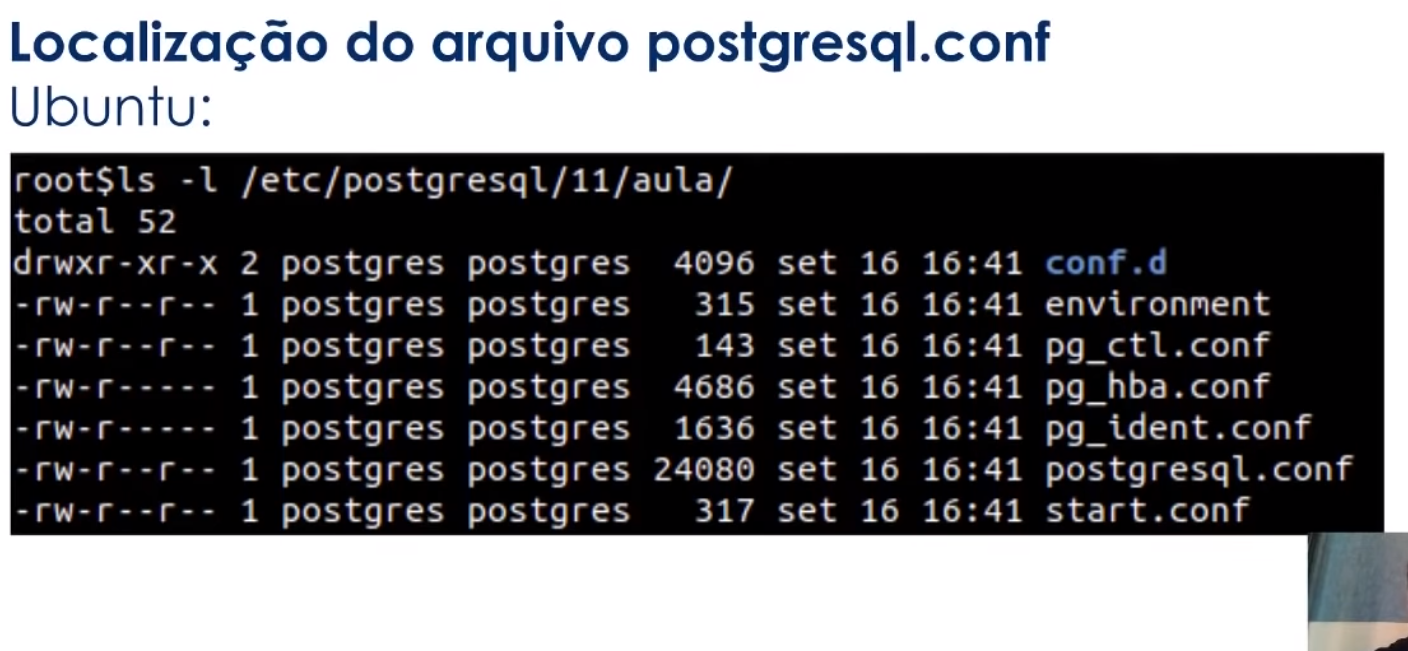 Localização do arquivo postgresql.conf
Ubuntu:
root$ls -l /etc/postgresql/11/aula/
total 52
drwxr-xr-x 2 postgres postgres  4096 set 16 16:41 conf.d
-rw-r--r-- 1 postgres postgres   315 set 16 16:41 environment
-rw-r--r-- 1 postgres postgres   143 set 16 16:41 pg_ctl.conf
-rw-r----- 1 postgres postgres  4686 set 16 16:41 pg_hba.conf
-rw-r----- 1 postgres postgres  1636 set 16 16:41 pg_ident.conf
-rw-r--r-- 1 postgres postgres 24080 set 16 16:41 postgresql.conf
-rw-r--r-- 1 postgres postgres   317 set 16 16:41 start.conf